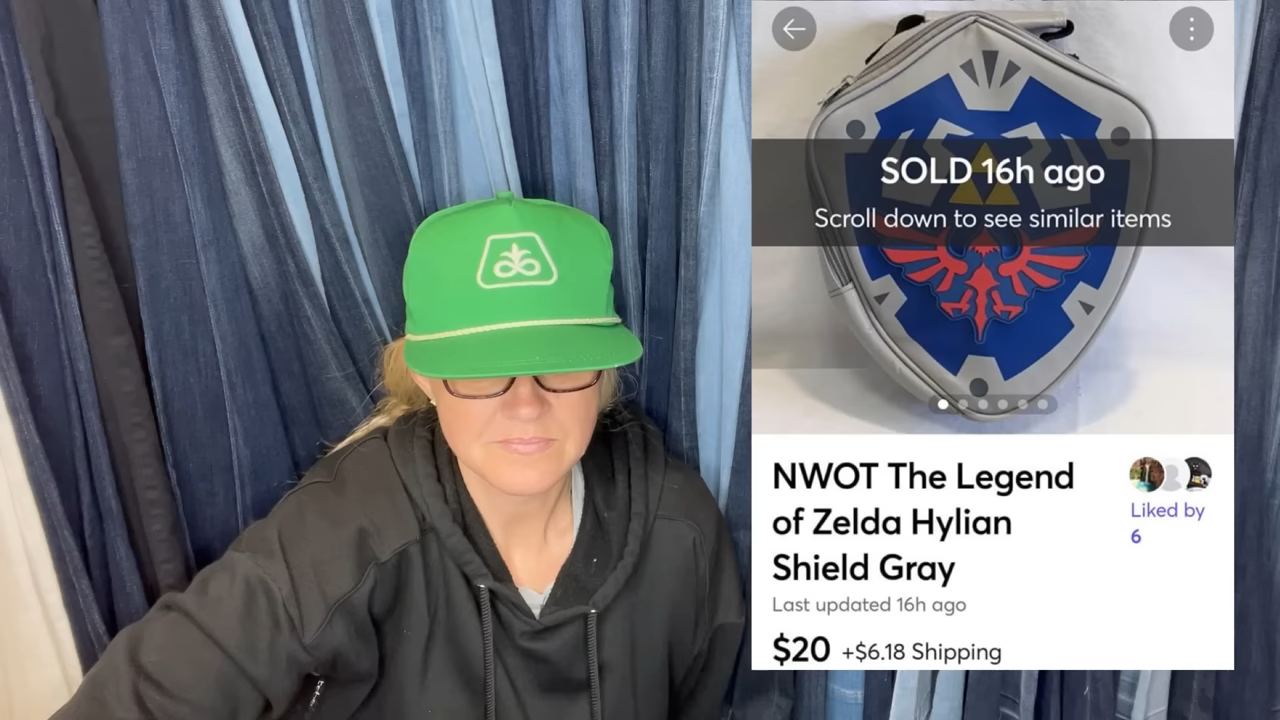 SOLD 16h ago
Scroll down to see similar items
NWOT The Legend
of Zelda Hylian
Shield Gray
Liked by
6
Last updated 16h ago
$20 +$6.18 Shipping